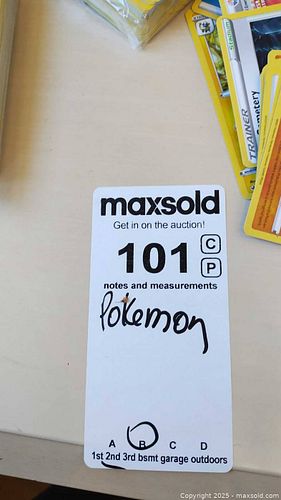 TRAINER
Cemetery
maxsold
Get in on the auction!
101 C
P
notes and measurements
Pokemon
A B C D
1st 2nd 3rd bsmt garage outdoors
Copyright © 2025 - maxsold.com